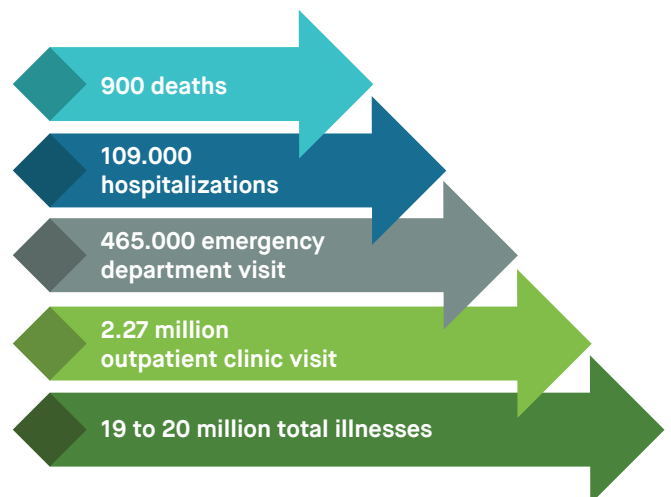 900 deaths
109.000
hospitalizations
465.000 emergency
department visit
2.27 million
outpatient clinic visit
19 to 20 million total illnesses